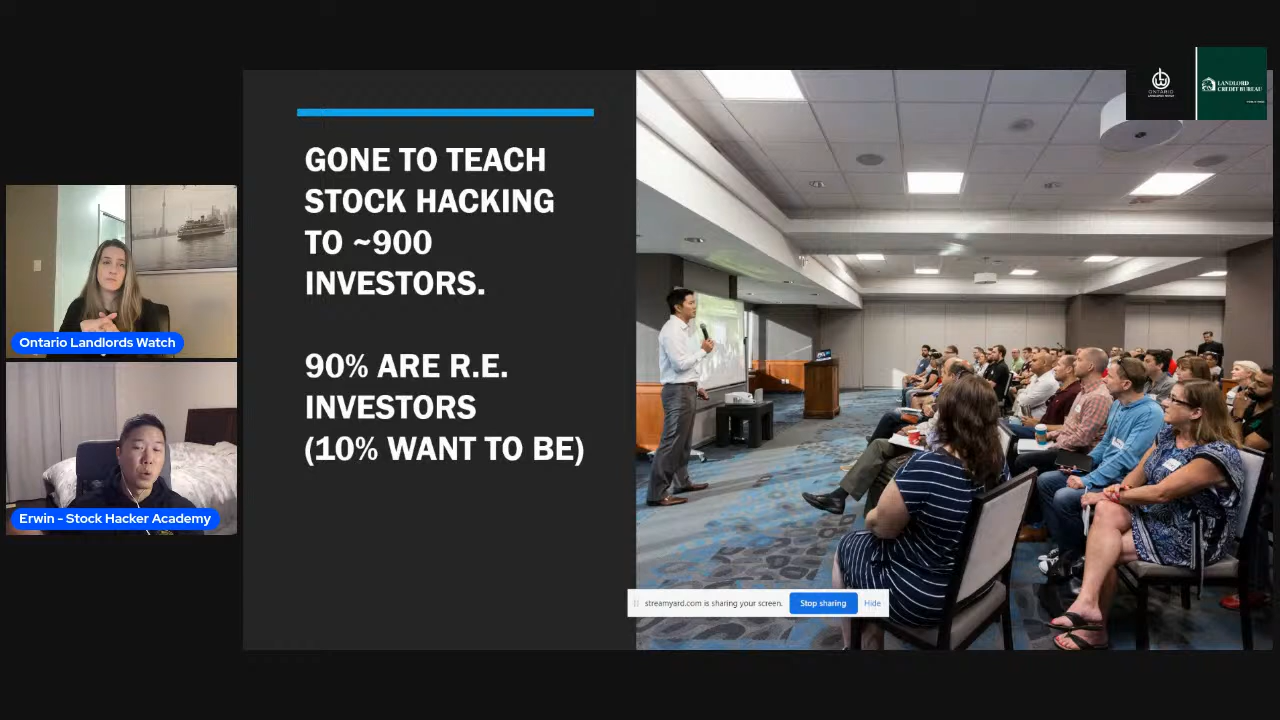 GONE TO TEACH
STOCK HACKING
TO ~900
INVESTORS.
90% ARE R.E.
INVESTORS
(10% WANT TO BE)
Ontario Landlords Watch
Erwin - Stock Hacker Academy
ONTARIO
LANDLORD
CREDIT BUREAU
streamyard.com is sharing your screen.
Stop sharing
Hide